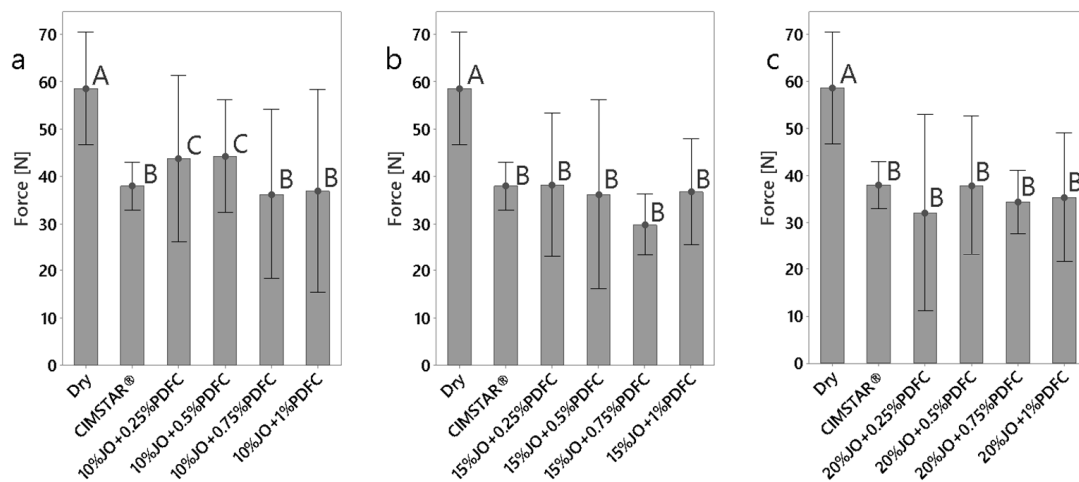 a
Force [N]
70
60
50
40
30
20
10
0
A
B
C
C
B
B
Dry
CIMSTAR®
10%JO+0.25%PDFC
10%JO+0.5%PDFC
10%JO+0.75%PDFC
10%JO+1%PDFC
b
Force [N]
70
60
50
40
30
20
10
0
A
B
B
B
B
B
Dry
CIMSTAR®
15%JO+0.25%PDFC
15%JO+0.5%PDFC
15%JO+0.75%PDFC
15%JO+1%PDFC
c
Force [N]
70
60
50
40
30
20
10
0
A
B
B
B
B
B
Dry
CIMSTAR®
20%JO+0.25%PDFC
20%JO+0.5%PDFC
20%JO+0.75%PDFC
20%JO+1%PDFC